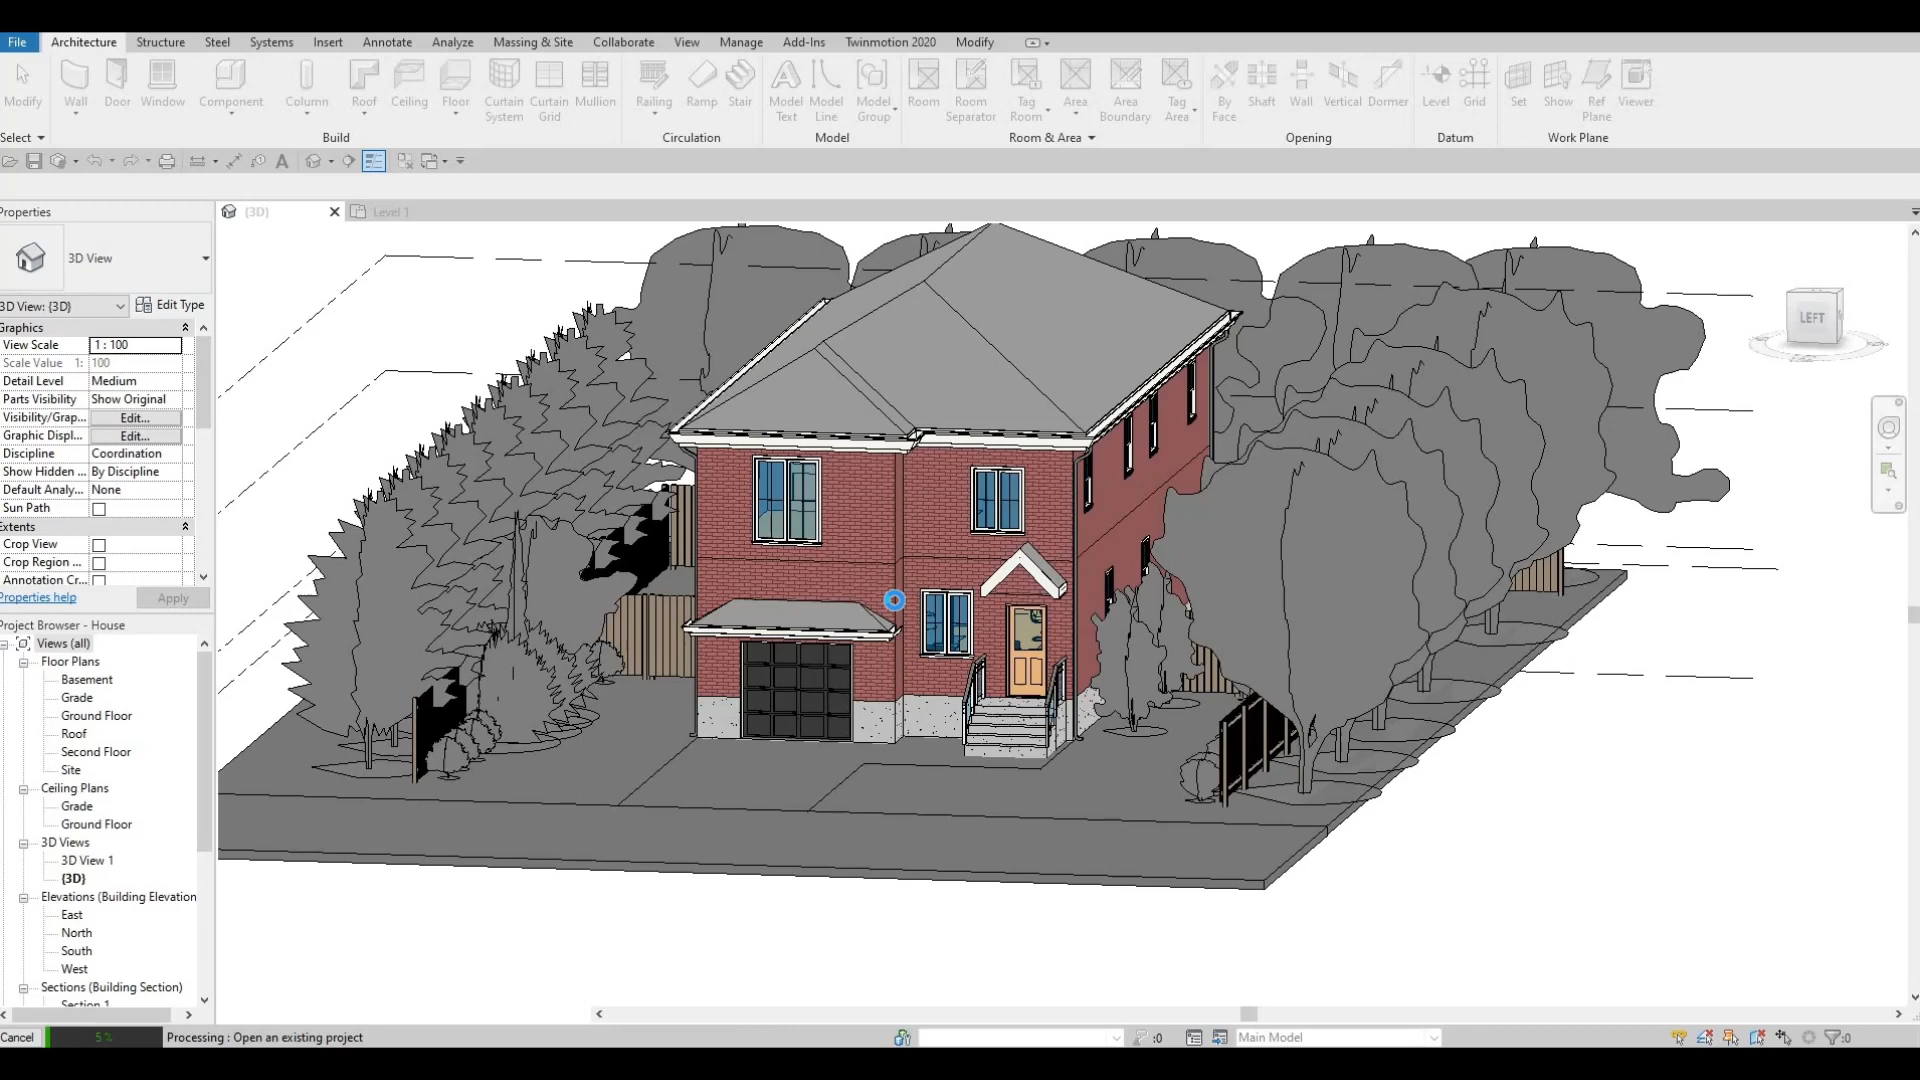 File Architecture Structure Steel Systems Insert Annotate Analyze Massing & Site Collaborate View Manage Add-Ins Twinmotion 2020 Modify
Modify Wall Door Window Component Column Roof Ceiling Floor Curtain System Curtain Grid Mullion Railing Ramp Stair Model Text Model Line Model Group Room Room Separator Tag Room Area Area Boundary Tag Area By Face Shaft Wall Vertical Dormer Level Grid Set Show Ref Plane Viewer
Select Build Circulation Model Room & Area Opening Datum Work Plane
Properties
{3D} Level 1
3D View
3D View: {3D} Edit Type
Graphics
View Scale 1 : 100
Scale Value 1: 100
Detail Level Medium
Parts Visibility Show Original
Visibility/Grap... Edit...
Graphic Displ... Edit...
Discipline Coordination
Show Hidden ... By Discipline
Default Analy... None
Sun Path
Extents
Crop View
Crop Region ...
Annotation Cr...
Properties help Apply
Project Browser - House
Views (all)
Floor Plans
Basement
Grade
Ground Floor
Roof
Second Floor
Site
Ceiling Plans
Grade
Ground Floor
3D Views
3D View 1
{3D}
Elevations (Building Elevation
East
North
South
West
Sections (Building Section)
Section 1
LEFT
Cancel 5 % Processing : Open an existing project :0 Main Model :0